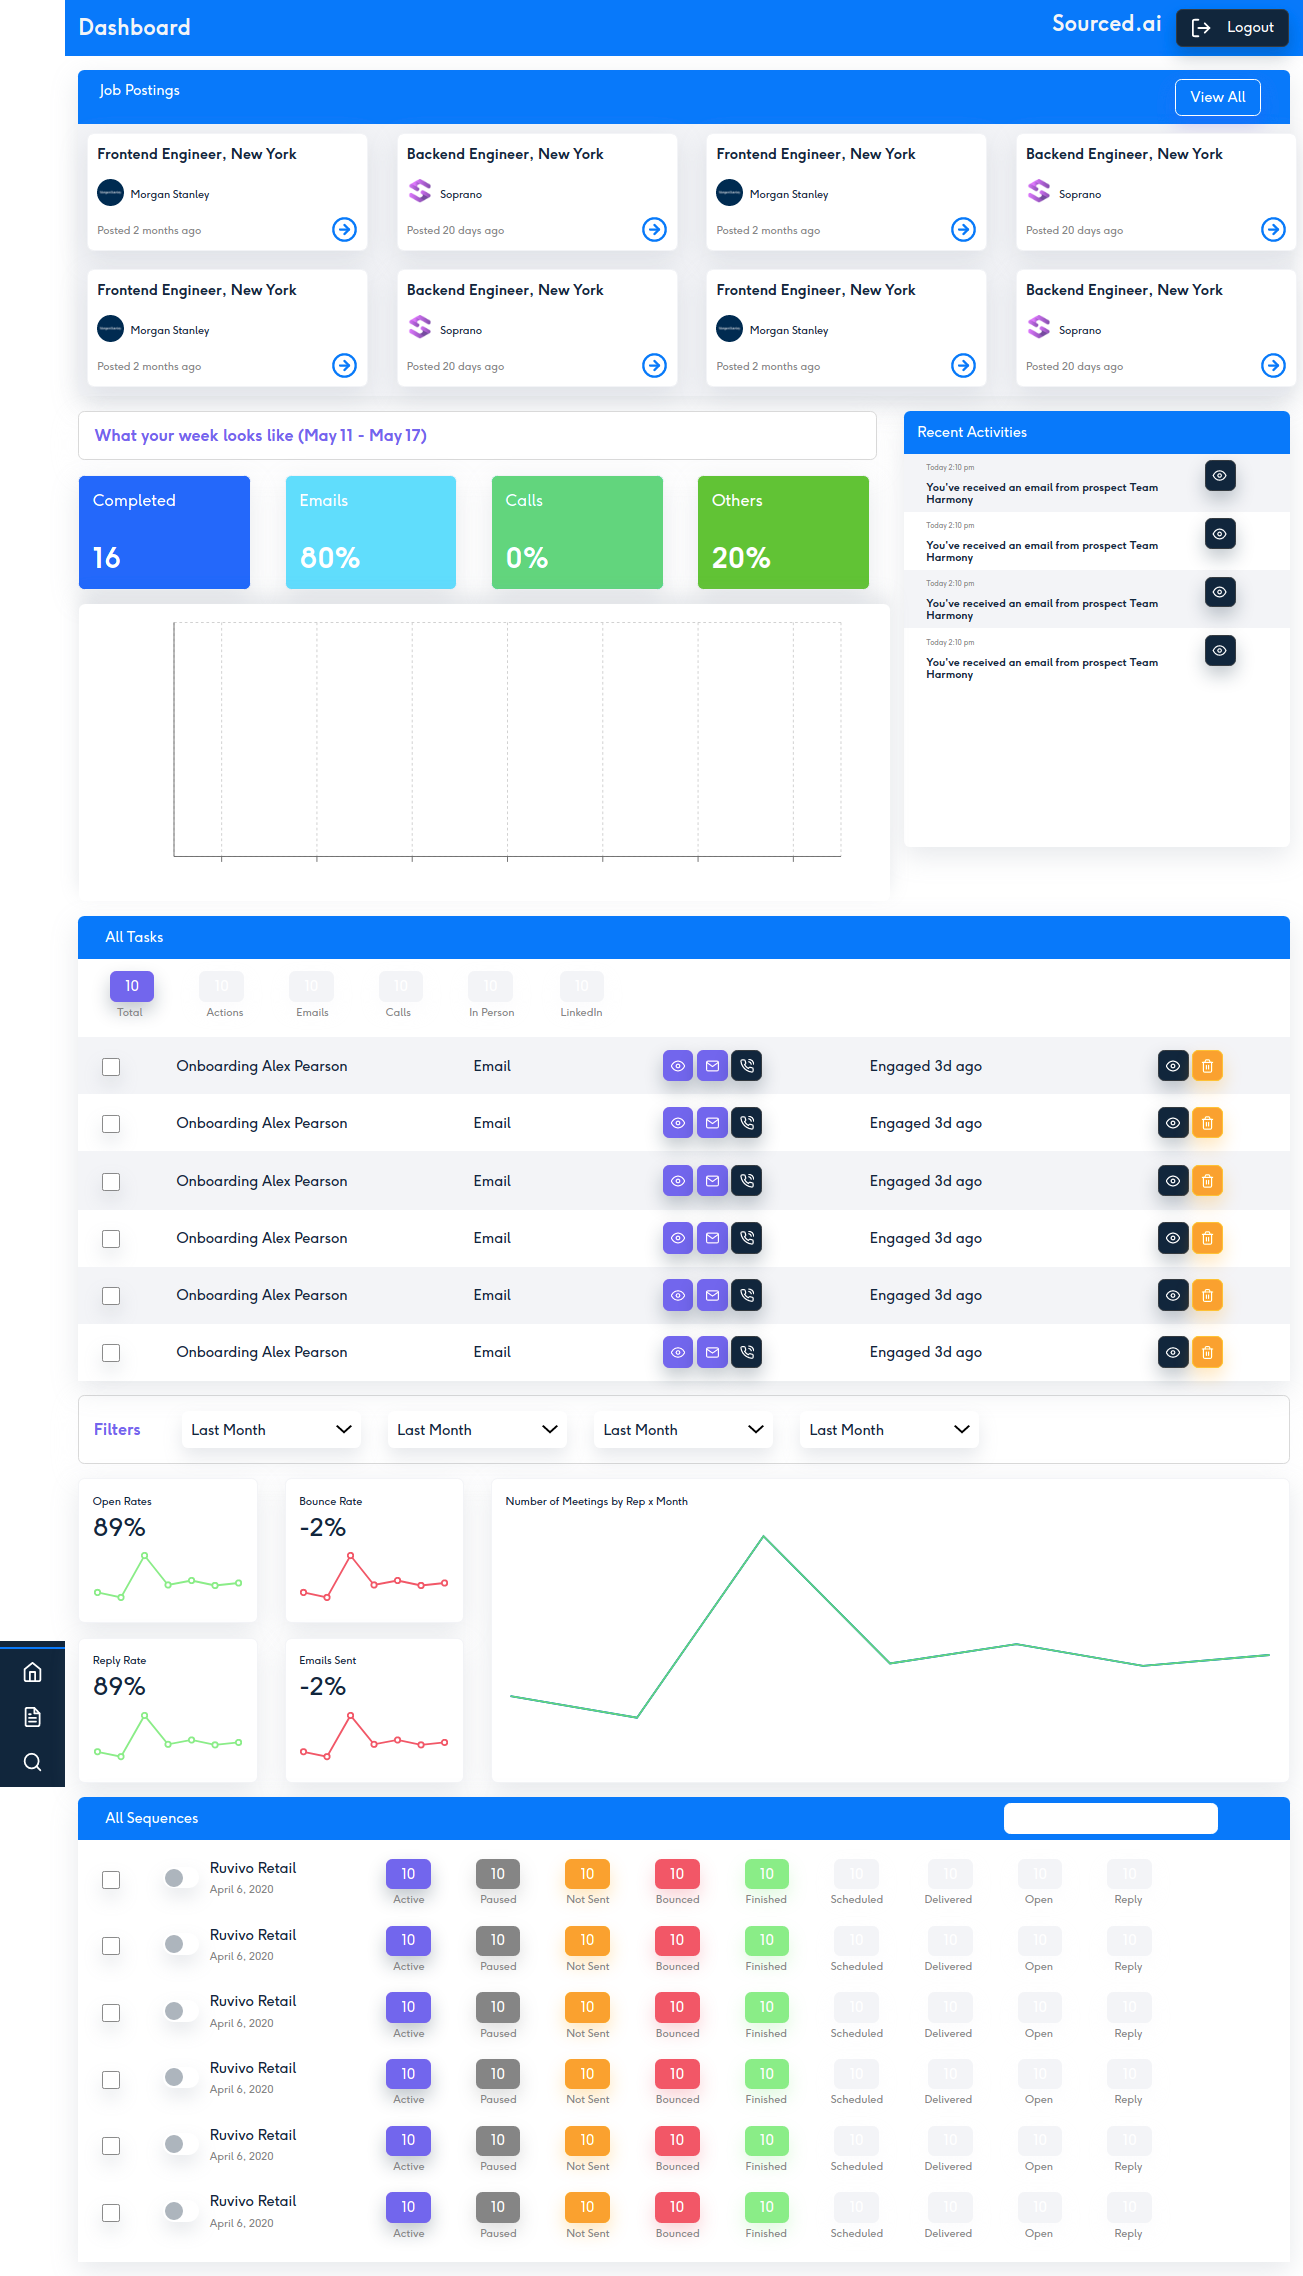 Dashboard
Sourced.ai
Logout
Job Postings
View All
Frontend Engineer, New York
Morgan Stanley
Posted 2 months ago
Backend Engineer, New York
Soprano
Posted 20 days ago
Frontend Engineer, New York
Morgan Stanley
Posted 2 months ago
Backend Engineer, New York
Soprano
Posted 20 days ago
Frontend Engineer, New York
Morgan Stanley
Posted 2 months ago
Backend Engineer, New York
Soprano
Posted 20 days ago
Frontend Engineer, New York
Morgan Stanley
Posted 2 months ago
Backend Engineer, New York
Soprano
Posted 20 days ago
What your week looks like (May 11 - May 17)
Completed
16
Emails
80%
Calls
0%
Others
20%
Recent Activities
Today 2:10 pm
You've received an email from prospect Team
Harmony
Today 2:10 pm
You've received an email from prospect Team
Harmony
Today 2:10 pm
You've received an email from prospect Team
Harmony
Today 2:10 pm
You've received an email from prospect Team
Harmony
All Tasks
10 10 10 10 10 10
Total Actions Emails Calls In Person LinkedIn
Onboarding Alex Pearson Email Engaged 3d ago
Onboarding Alex Pearson Email Engaged 3d ago
Onboarding Alex Pearson Email Engaged 3d ago
Onboarding Alex Pearson Email Engaged 3d ago
Onboarding Alex Pearson Email Engaged 3d ago
Onboarding Alex Pearson Email Engaged 3d ago
Filters Last Month Last Month Last Month Last Month
Open Rates
89%
Bounce Rate
-2%
Number of Meetings by Rep x Month
Reply Rate
89%
Emails Sent
-2%
All Sequences
Ruvivo Retail
April 6, 2020
10 10 10 10 10 10 10 10 10
Active Paused Not Sent Bounced Finished Scheduled Delivered Open Reply
Ruvivo Retail
April 6, 2020
10 10 10 10 10 10 10 10 10
Active Paused Not Sent Bounced Finished Scheduled Delivered Open Reply
Ruvivo Retail
April 6, 2020
10 10 10 10 10 10 10 10 10
Active Paused Not Sent Bounced Finished Scheduled Delivered Open Reply
Ruvivo Retail
April 6, 2020
10 10 10 10 10 10 10 10 10
Active Paused Not Sent Bounced Finished Scheduled Delivered Open Reply
Ruvivo Retail
April 6, 2020
10 10 10 10 10 10 10 10 10
Active Paused Not Sent Bounced Finished Scheduled Delivered Open Reply
Ruvivo Retail
April 6, 2020
10 10 10 10 10 10 10 10 10
Active Paused Not Sent Bounced Finished Scheduled Delivered Open Reply